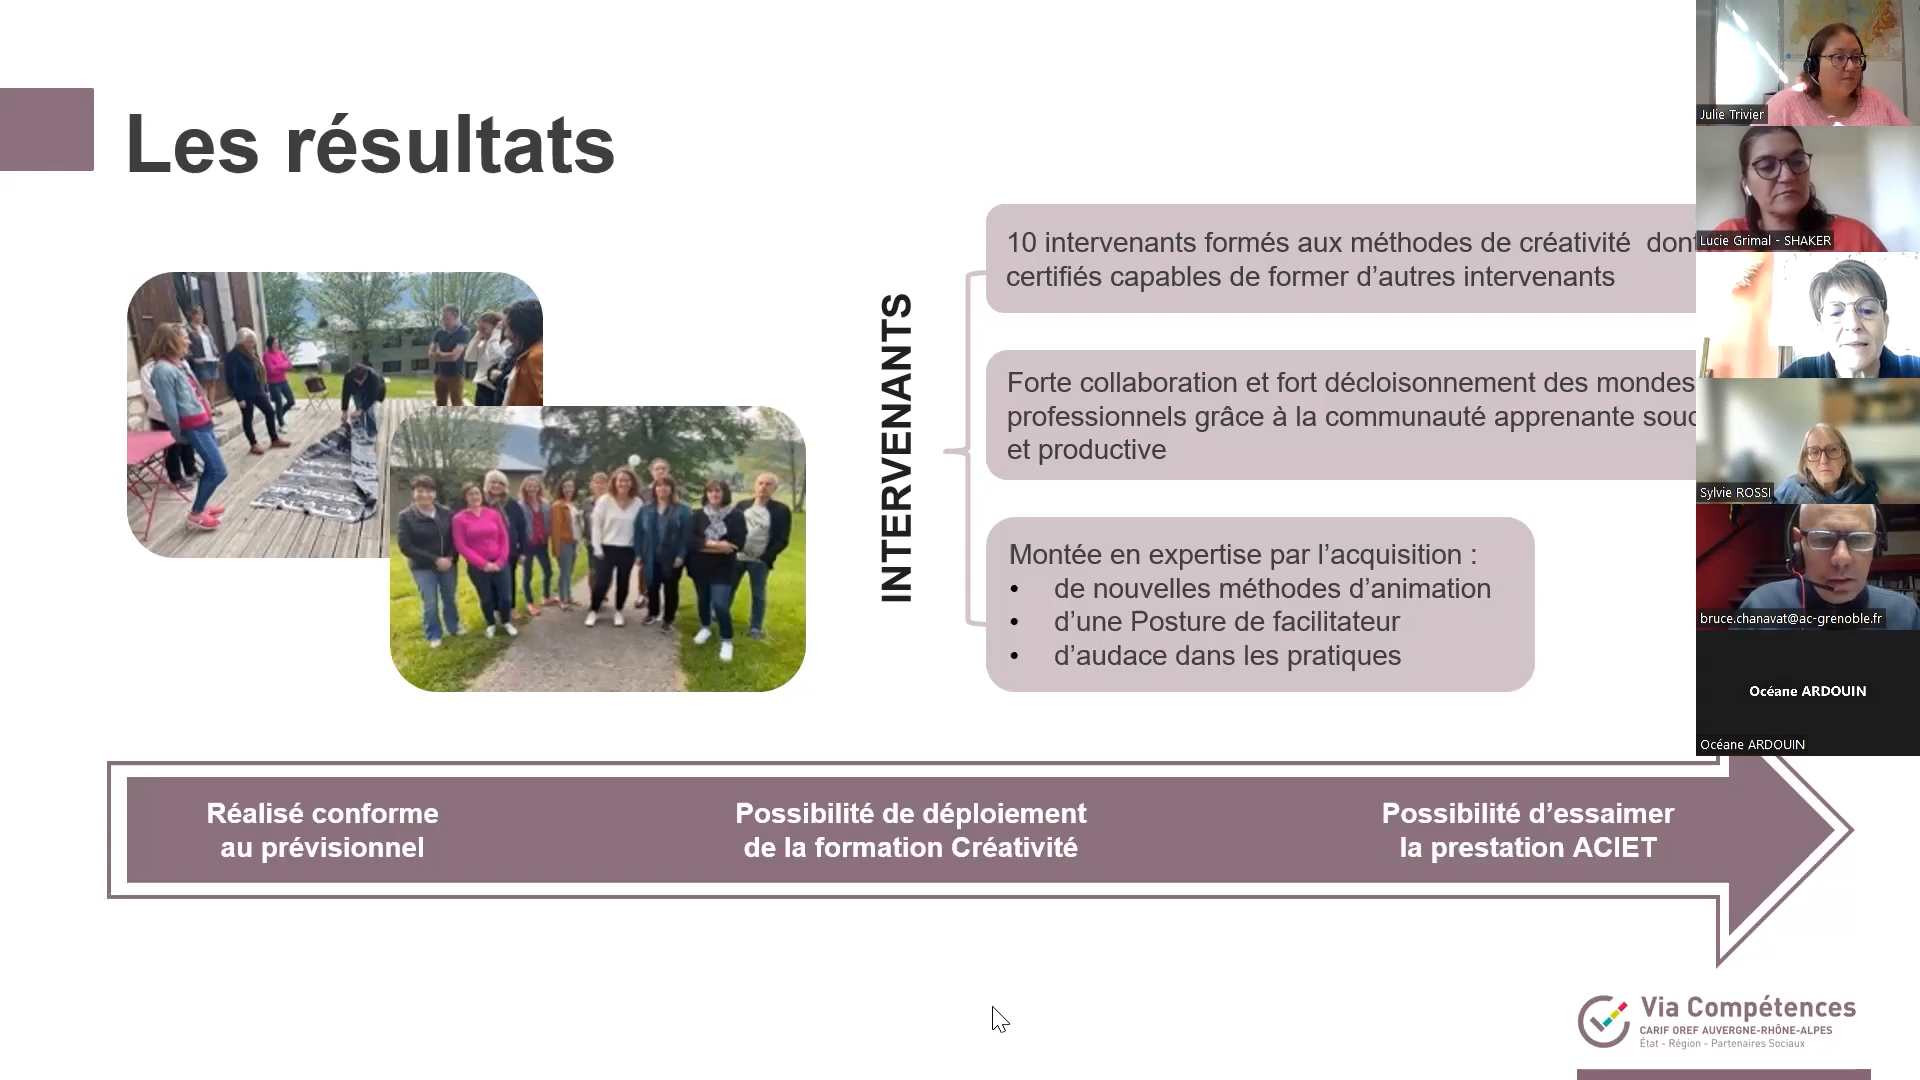 Les résultats
INTERVENANTS
10 intervenants formés aux méthodes de créativité
certifiés capables de former d’autres intervenants
Forte collaboration et fort décloisonnement des mondes
professionnels grâce à la communauté apprenante
et productive
Montée en expertise par l’acquisition :
• de nouvelles méthodes d’animation
• d’une Posture de facilitateur
• d’audace dans les pratiques
Réalisé conforme
au prévisionnel
Possibilité de déploiement
de la formation Créativité
Possibilité d’essaimer
la prestation ACIET
Via Compétences
CARIF OREF AUVERGNE-RHÔNE-ALPES
État - Région - Partenaires Sociaux
Julie Trivier
Lucie Grimal - SHAKER
Sylvie ROSSI
bruce.chanavat@ac-grenoble.fr
Océane ARDOUIN
Océane ARDOUIN